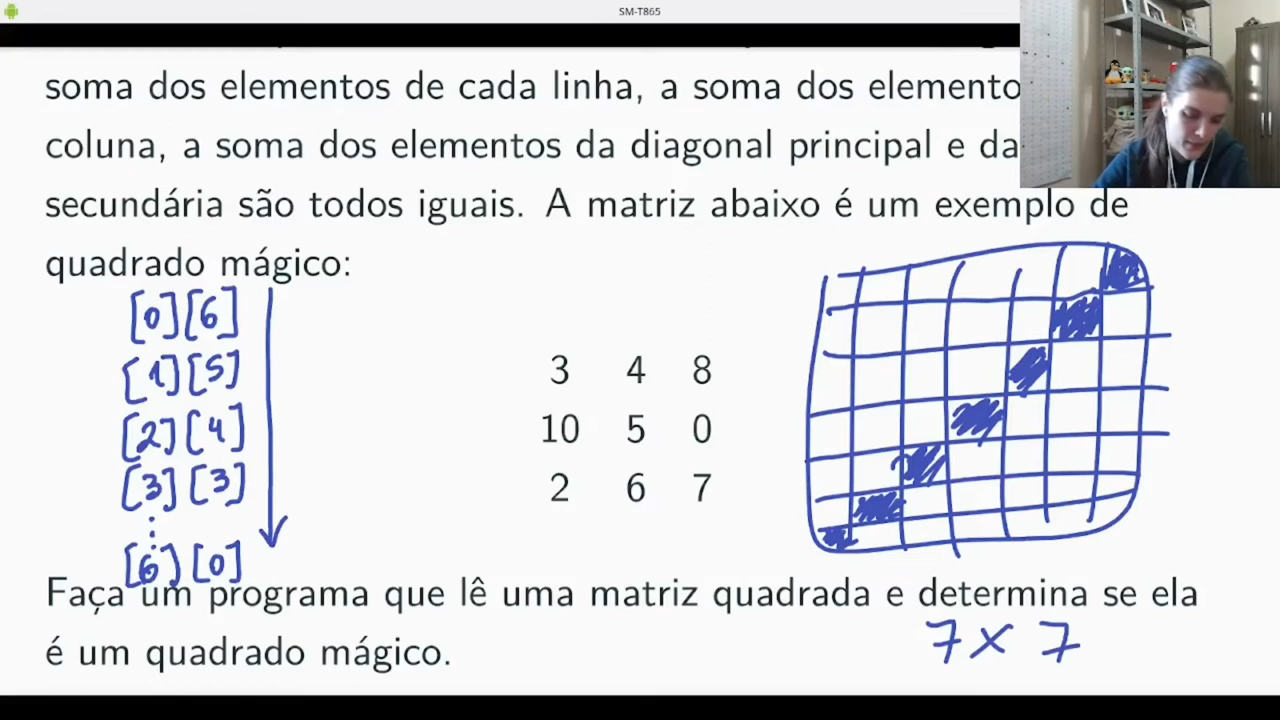 SM-T865
soma dos elementos de cada linha, a soma dos elemento
coluna, a soma dos elementos da diagonal principal e da
secundária são todos iguais. A matriz abaixo é um exemplo de
quadrado mágico:
[0][6]
[1][5]
[2][4]
[3][3]
⋮
[6][0]
3 4 8
10 5 0
2 6 7
Faça um programa que lê uma matriz quadrada e determina se ela
é um quadrado mágico.
7x7